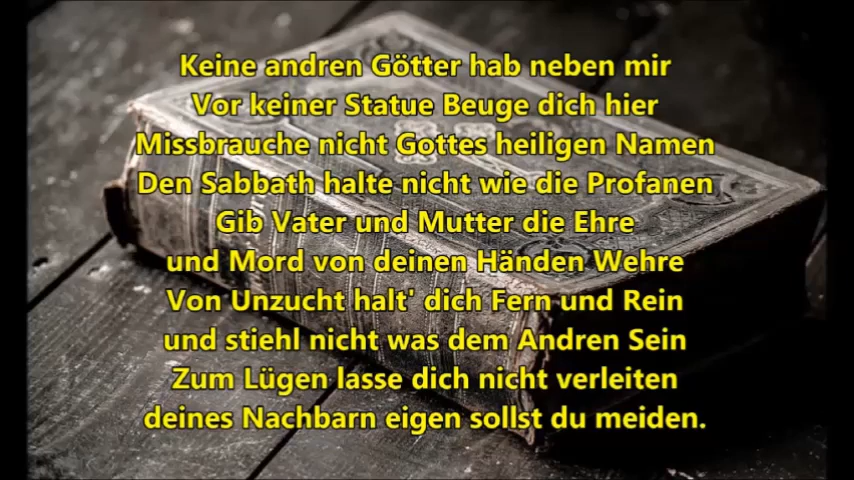 Keine andren Götter hab neben mir
Vor keiner Statue Beuge dich hier
Missbrauche nicht Gottes heiligen Namen
Den Sabbath halte nicht wie die Profanen
Gib Vater und Mutter die Ehre
und Mord von deinen Händen Wehre
Von Unzucht halt' dich Fern und Rein
und stiehl nicht was dem Andren Sein
Zum Lügen lasse dich nicht verleiten
deines Nachbarn eigen sollst du meiden.